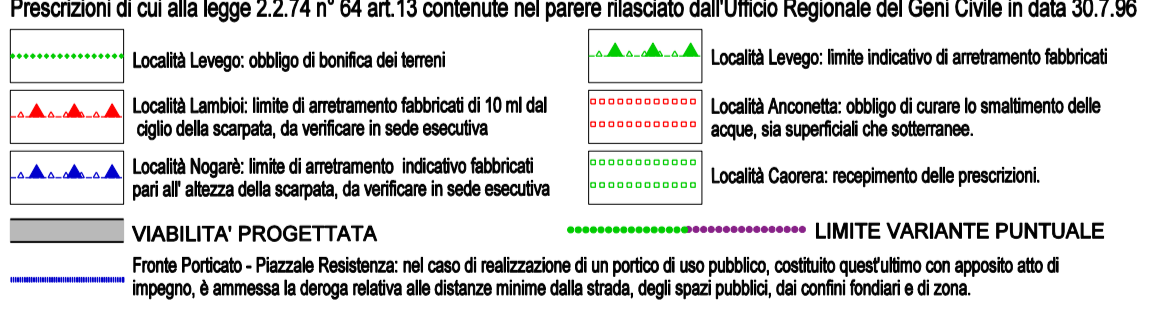 Prescrizioni di cui alla legge 2.2.74 n° 64 art.13 contenute nel parere rilasciato dall'Ufficio Regionale del Geni Civile in data 30.7.96
Località Levego: obbligo di bonifica dei terreni
Località Lambioi: limite di arretramento fabbricati di 10 ml dal
ciglio della scarpata, da verificare in sede esecutiva
Località Nogarè: limite di arretramento indicativo fabbricati
pari all' altezza della scarpata, da verificare in sede esecutiva
Località Levego: limite indicativo di arretramento fabbricati
Località Anconetta: obbligo di curare lo smaltimento delle
acque, sia superficiali che sotterranee.
Località Caorera: recepimento delle prescrizioni.
VIABILITA' PROGETTATA
LIMITE VARIANTE PUNTUALE
Fronte Porticato - Piazzale Resistenza: nel caso di realizzazione di un portico di uso pubblico, costituito quest'ultimo con apposito atto di
impegno, è ammessa la deroga relativa alle distanze minime dalla strada, degli spazi pubblici, dai confini fondiari e di zona.